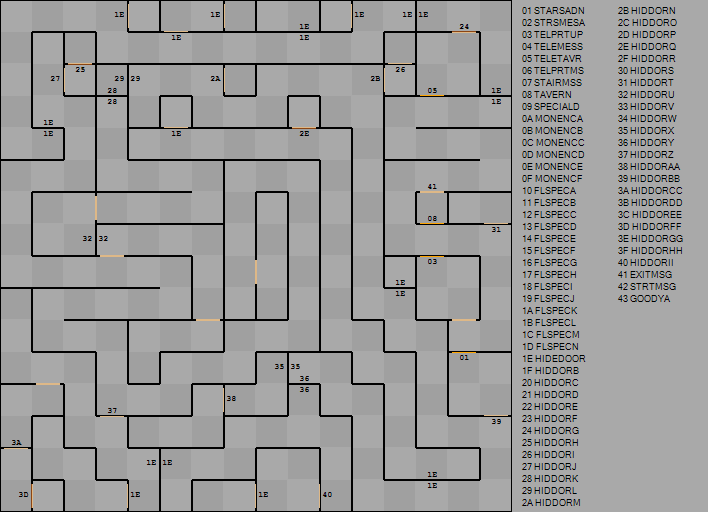 1E 1E 1E 1E 1E 24
1E 1E
25 26
27 29 29 2A 2B
28 05 1E
28 1E
1E
1E 2E
41
08
31
32 32
03
1E
1E
01
35 35
36
36
38
37
39
3A
1E 1E
1E
1E
3D 1E 1E 40
01 STARSADN
02 STRSMESA
03 TELPRTUP
04 TELEMESS
05 TELETAVR
06 TELPRTMS
07 STAIRMSS
08 TAVERN
09 SPECIALD
0A MONENCA
0B MONENCB
0C MONENCC
0D MONENCD
0E MONENCE
0F MONENCF
10 FLSPECA
11 FLSPECB
12 FLSPECC
13 FLSPECD
14 FLSPECE
15 FLSPECF
16 FLSPECG
17 FLSPECH
18 FLSPECI
19 FLSPECJ
1A FLSPECK
1B FLSPECL
1C FLSPECM
1D FLSPECN
1E HIDEDOOR
1F HIDDORB
20 HIDDORC
21 HIDDORD
22 HIDDORE
23 HIDDORF
24 HIDDORG
25 HIDDORH
26 HIDDORI
27 HIDDORJ
28 HIDDORK
29 HIDDORL
2A HIDDORM
2B HIDDORN
2C HIDDORO
2D HIDDORP
2E HIDDORQ
2F HIDDORR
30 HIDDORS
31 HIDDORT
32 HIDDORU
33 HIDDORV
34 HIDDORW
35 HIDDORX
36 HIDDORY
37 HIDDORZ
38 HIDDORAA
39 HIDDORBB
3A HIDDORCC
3B HIDDORDD
3C HIDDOREE
3D HIDDORFF
3E HIDDORGG
3F HIDDORHH
40 HIDDORII
41 EXITMSG
42 STRTMSG
43 GOODYA